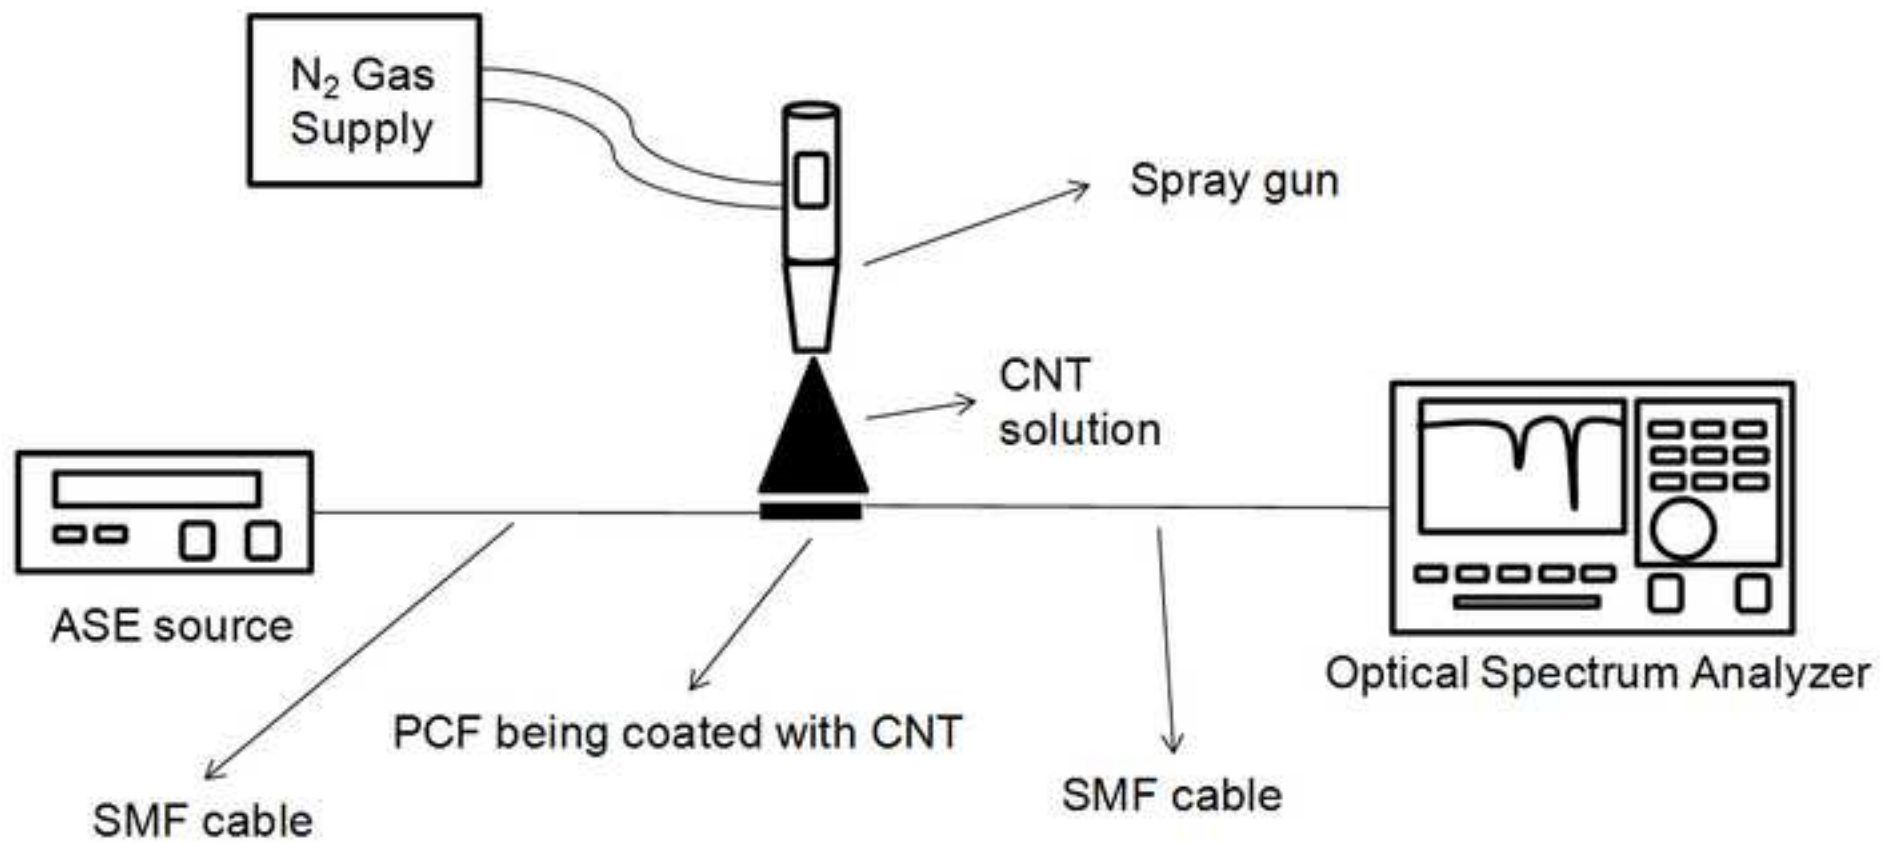 N₂ Gas
Supply
Spray gun
CNT
solution
ASE source
Optical Spectrum Analyzer
PCF being coated with CNT
SMF cable
SMF cable